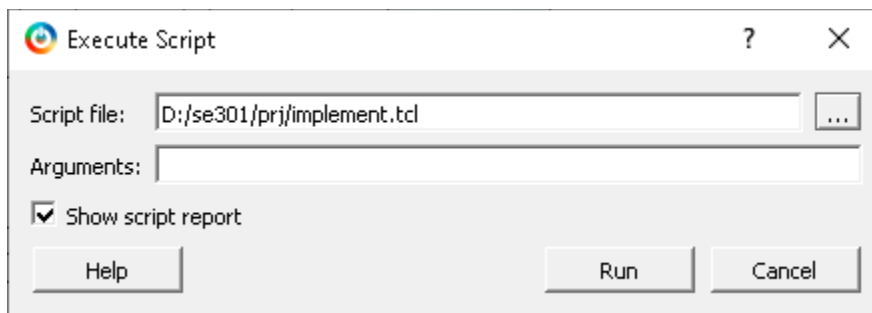 Execute Script
?
Script file: D:/se301/prj/implement.tcl ...
Arguments:
Show script report
Help Run Cancel